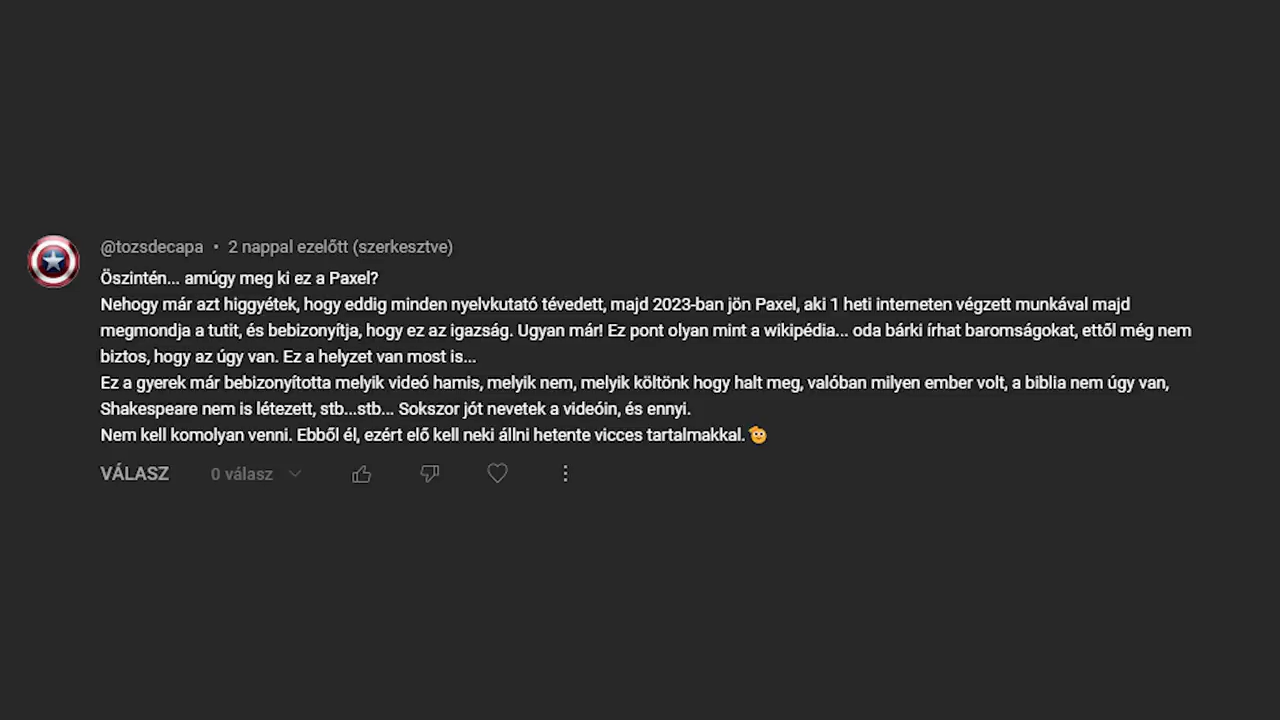 @tozsdecapa • 2 nappal ezelőtt (szerkesztve)
Öszintén... amúgy meg ki ez a Paxel?
Nehogy már azt higgyétek, hogy eddig minden nyelvkutató tévedett, majd 2023-ban jön Paxel, aki 1 heti interneten végzett munkával majd
megmondja a tutit, és bebizonyítja, hogy ez az igazság. Ugyan már! Ez pont olyan mint a wikipédia... oda bárki írhat baromságokat, ettől még nem
biztos, hogy az úgy van. Ez a helyzet van most is...
Ez a gyerek már bebizonyította melyik videó hamis, melyik nem, melyik költönk hogy halt meg, valóban milyen ember volt, a biblia nem úgy van,
Shakespeare nem is létezett, stb...stb... Sokszor jót nevetek a videóin, és ennyi.
Nem kell komolyan venni. Ebből él, ezért elő kell neki állni hetente vicces tartalmakkal.
VÁLASZ 0 válasz